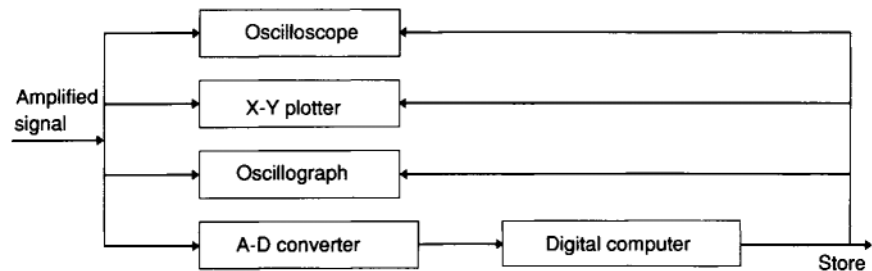 Oscilloscope
Amplified
signal
X-Y plotter
Oscillograph
A-D converter
Digital computer
Store